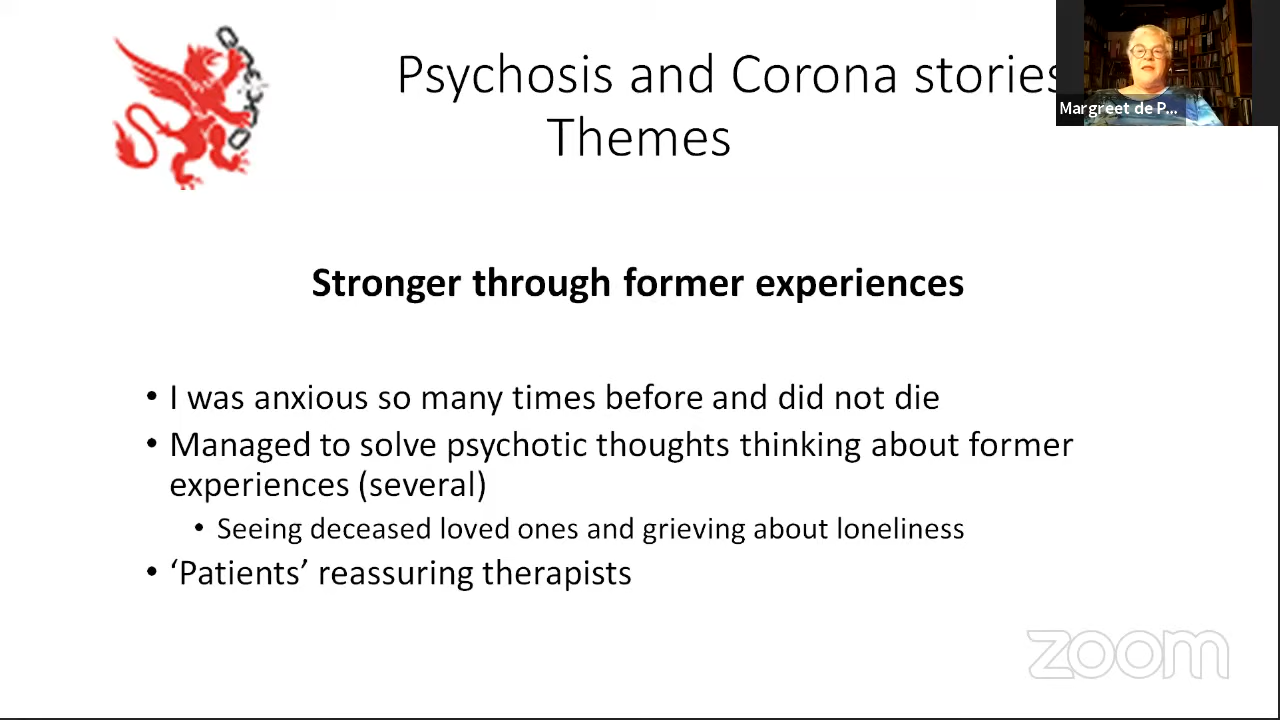 Psychosis and Corona stories
Themes
Margreet de P...
Stronger through former experiences
• I was anxious so many times before and did not die
• Managed to solve psychotic thoughts thinking about former
experiences (several)
• Seeing deceased loved ones and grieving about loneliness
• ‘Patients’ reassuring therapists
zoom